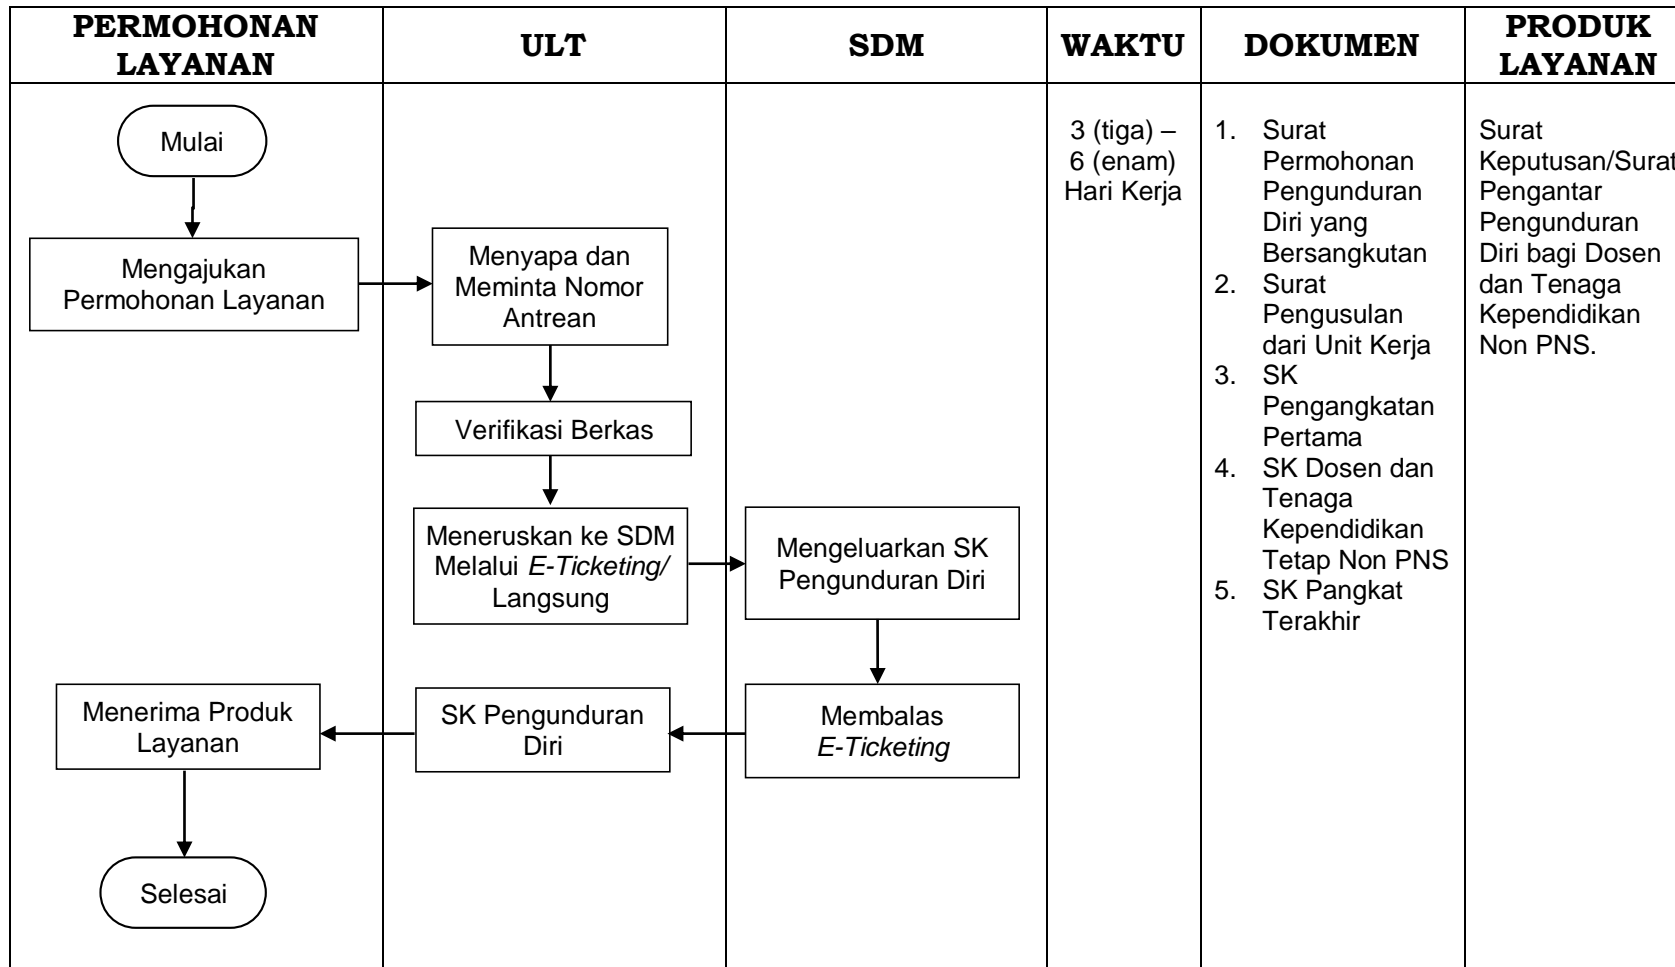 PERMOHONAN
LAYANAN
ULT
SDM
WAKTU
DOKUMEN
PRODUK
LAYANAN
Mulai
Mengajukan
Permohonan Layanan
Menyapa dan
Meminta Nomor
Antrean
Verifikasi Berkas
Meneruskan ke SDM
Melalui E-Ticketing/
Langsung
Mengeluarkan SK
Pengunduran Diri
Membalas
E-Ticketing
SK Pengunduran
Diri
Menerima Produk
Layanan
Selesai
3 (tiga) –
6 (enam)
Hari Kerja
1. Surat
Permohonan
Pengunduran
Diri yang
Bersangkutan
2. Surat
Pengusulan
dari Unit Kerja
3. SK
Pengangkatan
Pertama
4. SK Dosen dan
Tenaga
Kependidikan
Tetap Non PNS
5. SK Pangkat
Terakhir
Surat
Keputusan/Surat
Pengantar
Pengunduran
Diri bagi Dosen
dan Tenaga
Kependidikan
Non PNS.